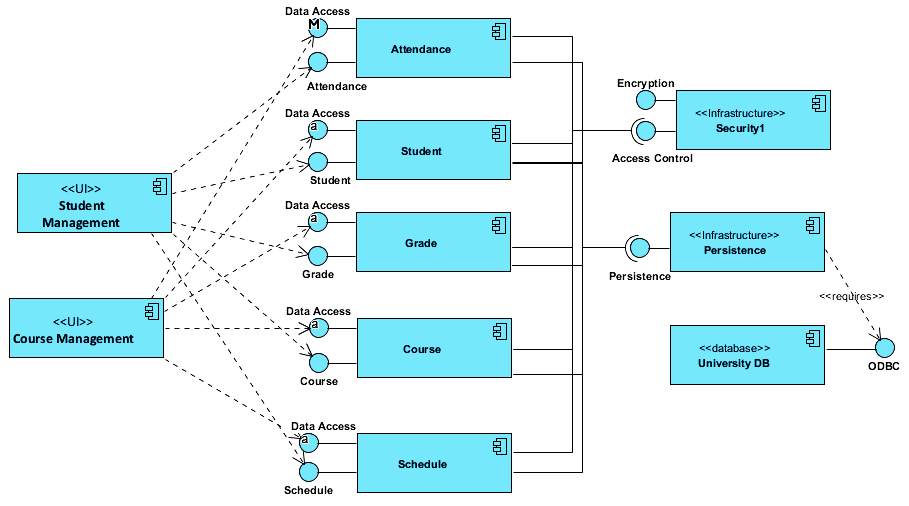 Data Access
M
Attendance
Attendance
Encryption
<<Infrastructure>>
Security1
Data Access
a
Student
Access Control
Student
<<UI>>
Student
Management
Data Access
a
Grade
<<Infrastructure>>
Persistence
Grade
Persistence
<<requires>>
<<UI>>
Course Management
Data Access
a
Course
<<database>>
University DB
ODBC
Course
Data Access
a
Schedule
Schedule